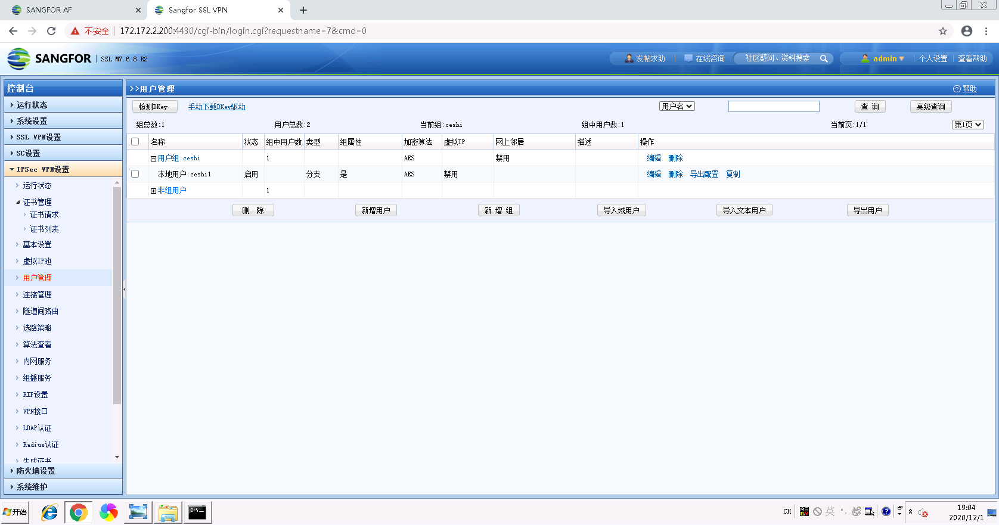 SANGFOR AF
Sangfor SSL VPN
不安全 172.172.2.200:4430/cgi-bin/login.cgi?requestname=7&cmd=0
SANGFOR SSL M7.6.8 R2
发帖求助 在线咨询 社区疑问、资料搜索 admin 个人设置 查看帮助
控制台
运行状态
系统设置
SSL VPN设置
SC设置
IPSec VPN设置
运行状态
证书管理
证书请求
证书列表
基本设置
虚拟IP池
用户管理
连接管理
隧道间路由
选路策略
算法查看
内网服务
组播服务
RIP设置
VPN接口
LDAP认证
Radius认证
生成证书
防火墙设置
系统维护
>>用户管理 帮助
检测DKey 手动下载DKey驱动 用户名 查 询 高级查询
组总数:1 用户总数:2 当前组:ceshi 组中用户数:1 当前页:1/1 第1页
名称 状态 组中用户数 类型 组属性 加密算法 虚拟IP 网上邻居 描述 操作
用户组:ceshi 1 AES 禁用 编辑 删除
本地用户:ceshi1 启用 分支 是 AES 禁用 编辑 删除 导出配置 复制
非组用户 1
删 除 新增用户 新 增 组 导入域用户 导入文本用户 导出用户
开始 C:\ CH 英 19:04
2020/12/1